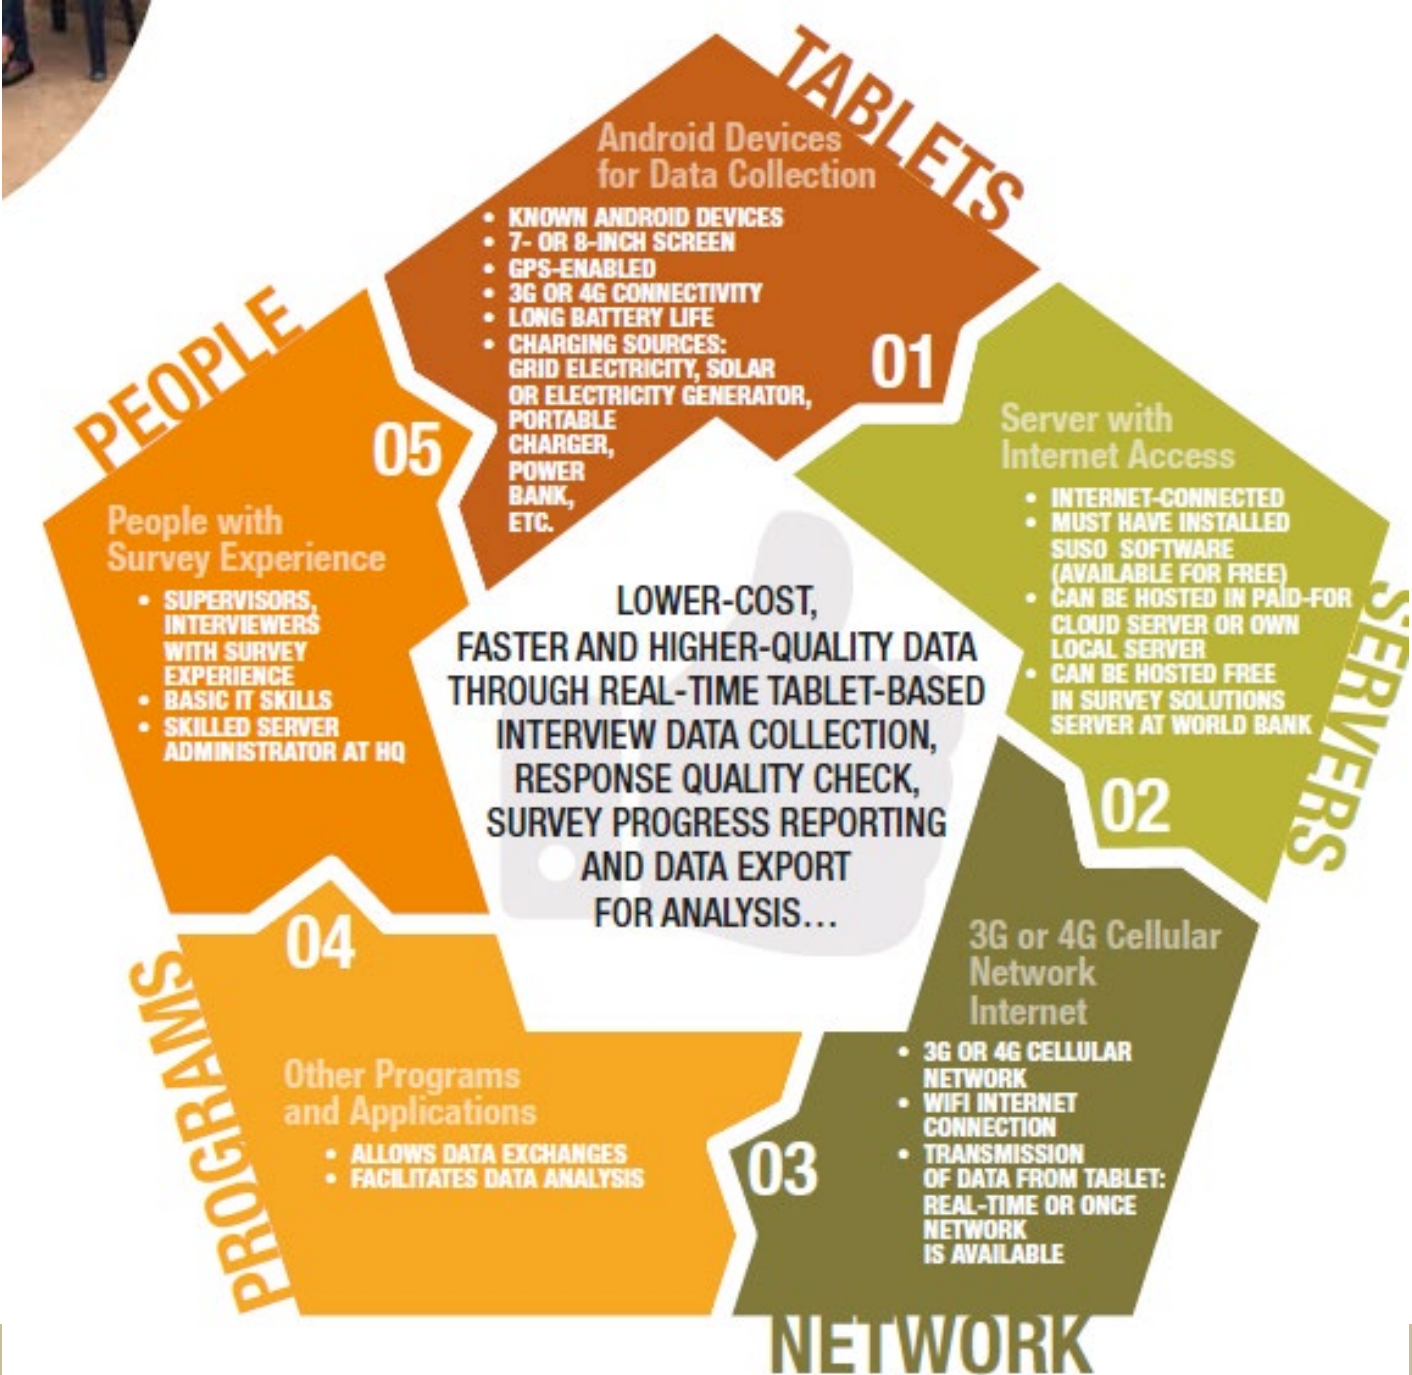 TABLETS
Android Devices
for Data Collection
• KNOWN ANDROID DEVICES
• 7- OR 8-INCH SCREEN
• GPS-ENABLED
• 3G OR 4G CONNECTIVITY
• LONG BATTERY LIFE
• CHARGING SOURCES:
GRID ELECTRICITY, SOLAR
OR ELECTRICITY GENERATOR,
PORTABLE
CHARGER,
POWER
BANK,
ETC.
01
SERVERS
Server with
Internet Access
• INTERNET-CONNECTED
• MUST HAVE INSTALLED
SUSO SOFTWARE
(AVAILABLE FOR FREE)
• CAN BE HOSTED IN PAID-FOR
CLOUD SERVER OR OWN
LOCAL SERVER
• CAN BE HOSTED FREE
IN SURVEY SOLUTIONS
SERVER AT WORLD BANK
02
3G or 4G Cellular
Network
Internet
• 3G OR 4G CELLULAR
NETWORK
• WIFI INTERNET
CONNECTION
• TRANSMISSION
OF DATA FROM TABLET:
REAL-TIME OR ONCE
NETWORK
IS AVAILABLE
03
NETWORK
PROGRAMS
04
Other Programs
and Applications
• ALLOWS DATA EXCHANGES
• FACILITATES DATA ANALYSIS
PEOPLE
05
People with
Survey Experience
• SUPERVISORS,
INTERVIEWERS
WITH SURVEY
EXPERIENCE
• BASIC IT SKILLS
• SKILLED SERVER
ADMINISTRATOR AT HQ
LOWER-COST,
FASTER AND HIGHER-QUALITY DATA
THROUGH REAL-TIME TABLET-BASED
INTERVIEW DATA COLLECTION,
RESPONSE QUALITY CHECK,
SURVEY PROGRESS REPORTING
AND DATA EXPORT
FOR ANALYSIS...